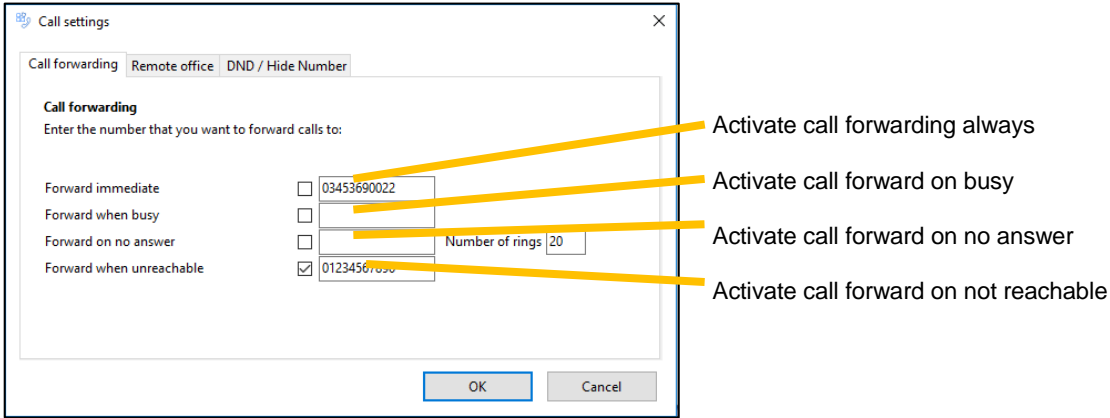 Call settings
Call forwarding Remote office DND / Hide Number
Call forwarding
Enter the number that you want to forward calls to:
Activate call forwarding always
Forward immediate 03453690022
Activate call forward on busy
Forward when busy
Activate call forward on no answer
Forward on no answer Number of rings 20
Forward when unreachable 01234567890
Activate call forward on not reachable
OK Cancel